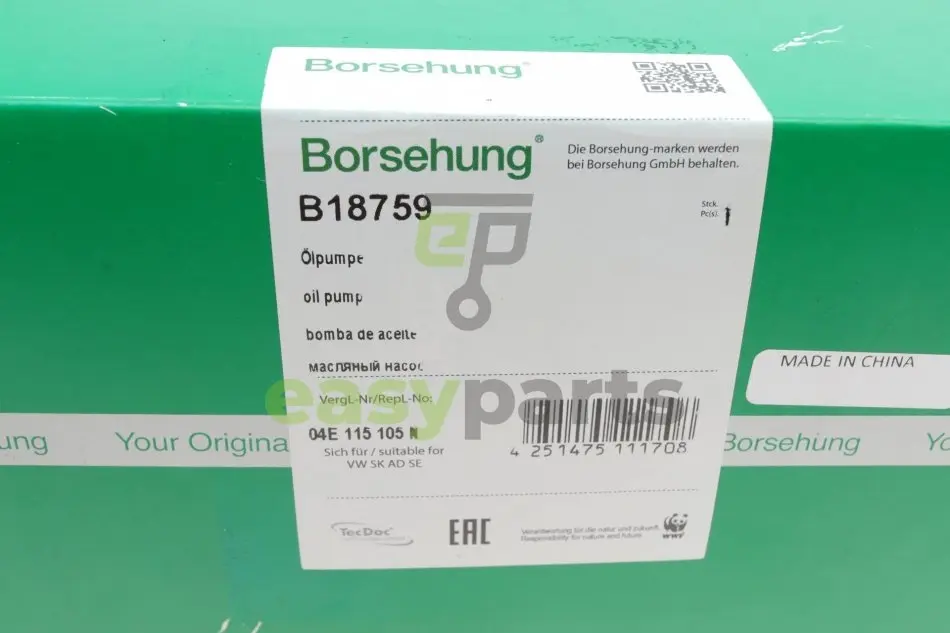 Borsehung®
Borsehung®
Die Borsehung-marken werden
bei Borsehung GmbH behalten.
B18759
Stck.
Pc(s). 1
Ölpumpe
oil pump
bomba de aceite
масляный насос
MADE IN CHINA
easyparts
Vergl.-Nr/Repl.-No:
04E 115 105 N
Sich für / suitable for
VW SK AD SE
4 251475 111708
ung Your Origina
Borsehung Yo
TecDoc
EAC
Verantwortung für die natur und zukunft.
Responsibility for nature and future.
WWF